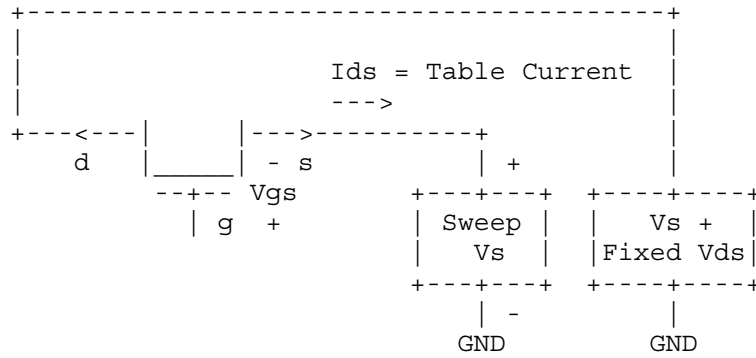 Ids = Table Current
--->
d - s +
Vgs
g + Sweep Vs +
Vs Fixed Vds
-
GND GND